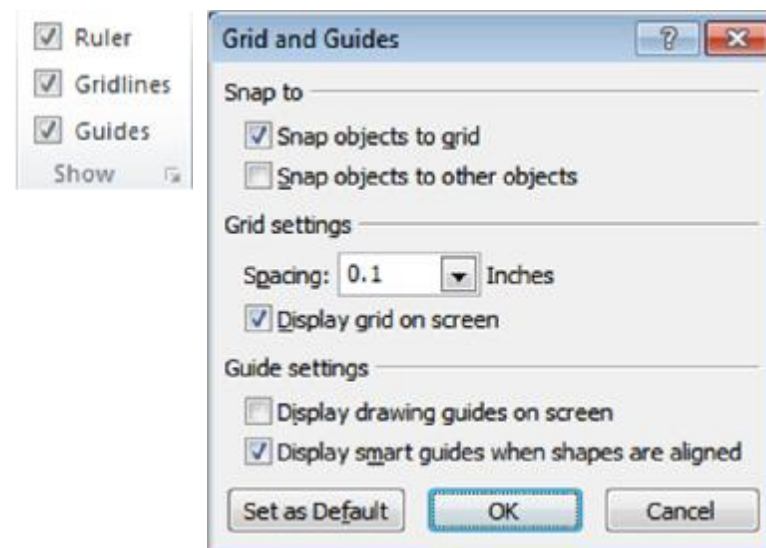 Ruler
Gridlines
Guides
Show
Grid and Guides
Snap to
Snap objects to grid
Snap objects to other objects
Grid settings
Spacing: 0.1 Inches
Display grid on screen
Guide settings
Display drawing guides on screen
Display smart guides when shapes are aligned
Set as Default OK Cancel